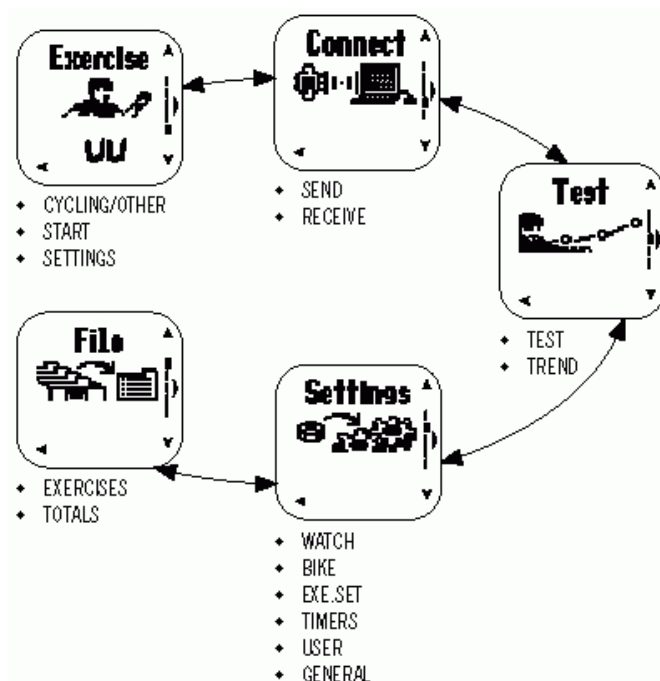 Exercise
CYCLING/OTHER
START
SETTINGS
Connect
SEND
RECEIVE
Test
TEST
TREND
File
EXERCISES
TOTALS
Settings
WATCH
BIKE
EXE.SET
TIMERS
USER
GENERAL